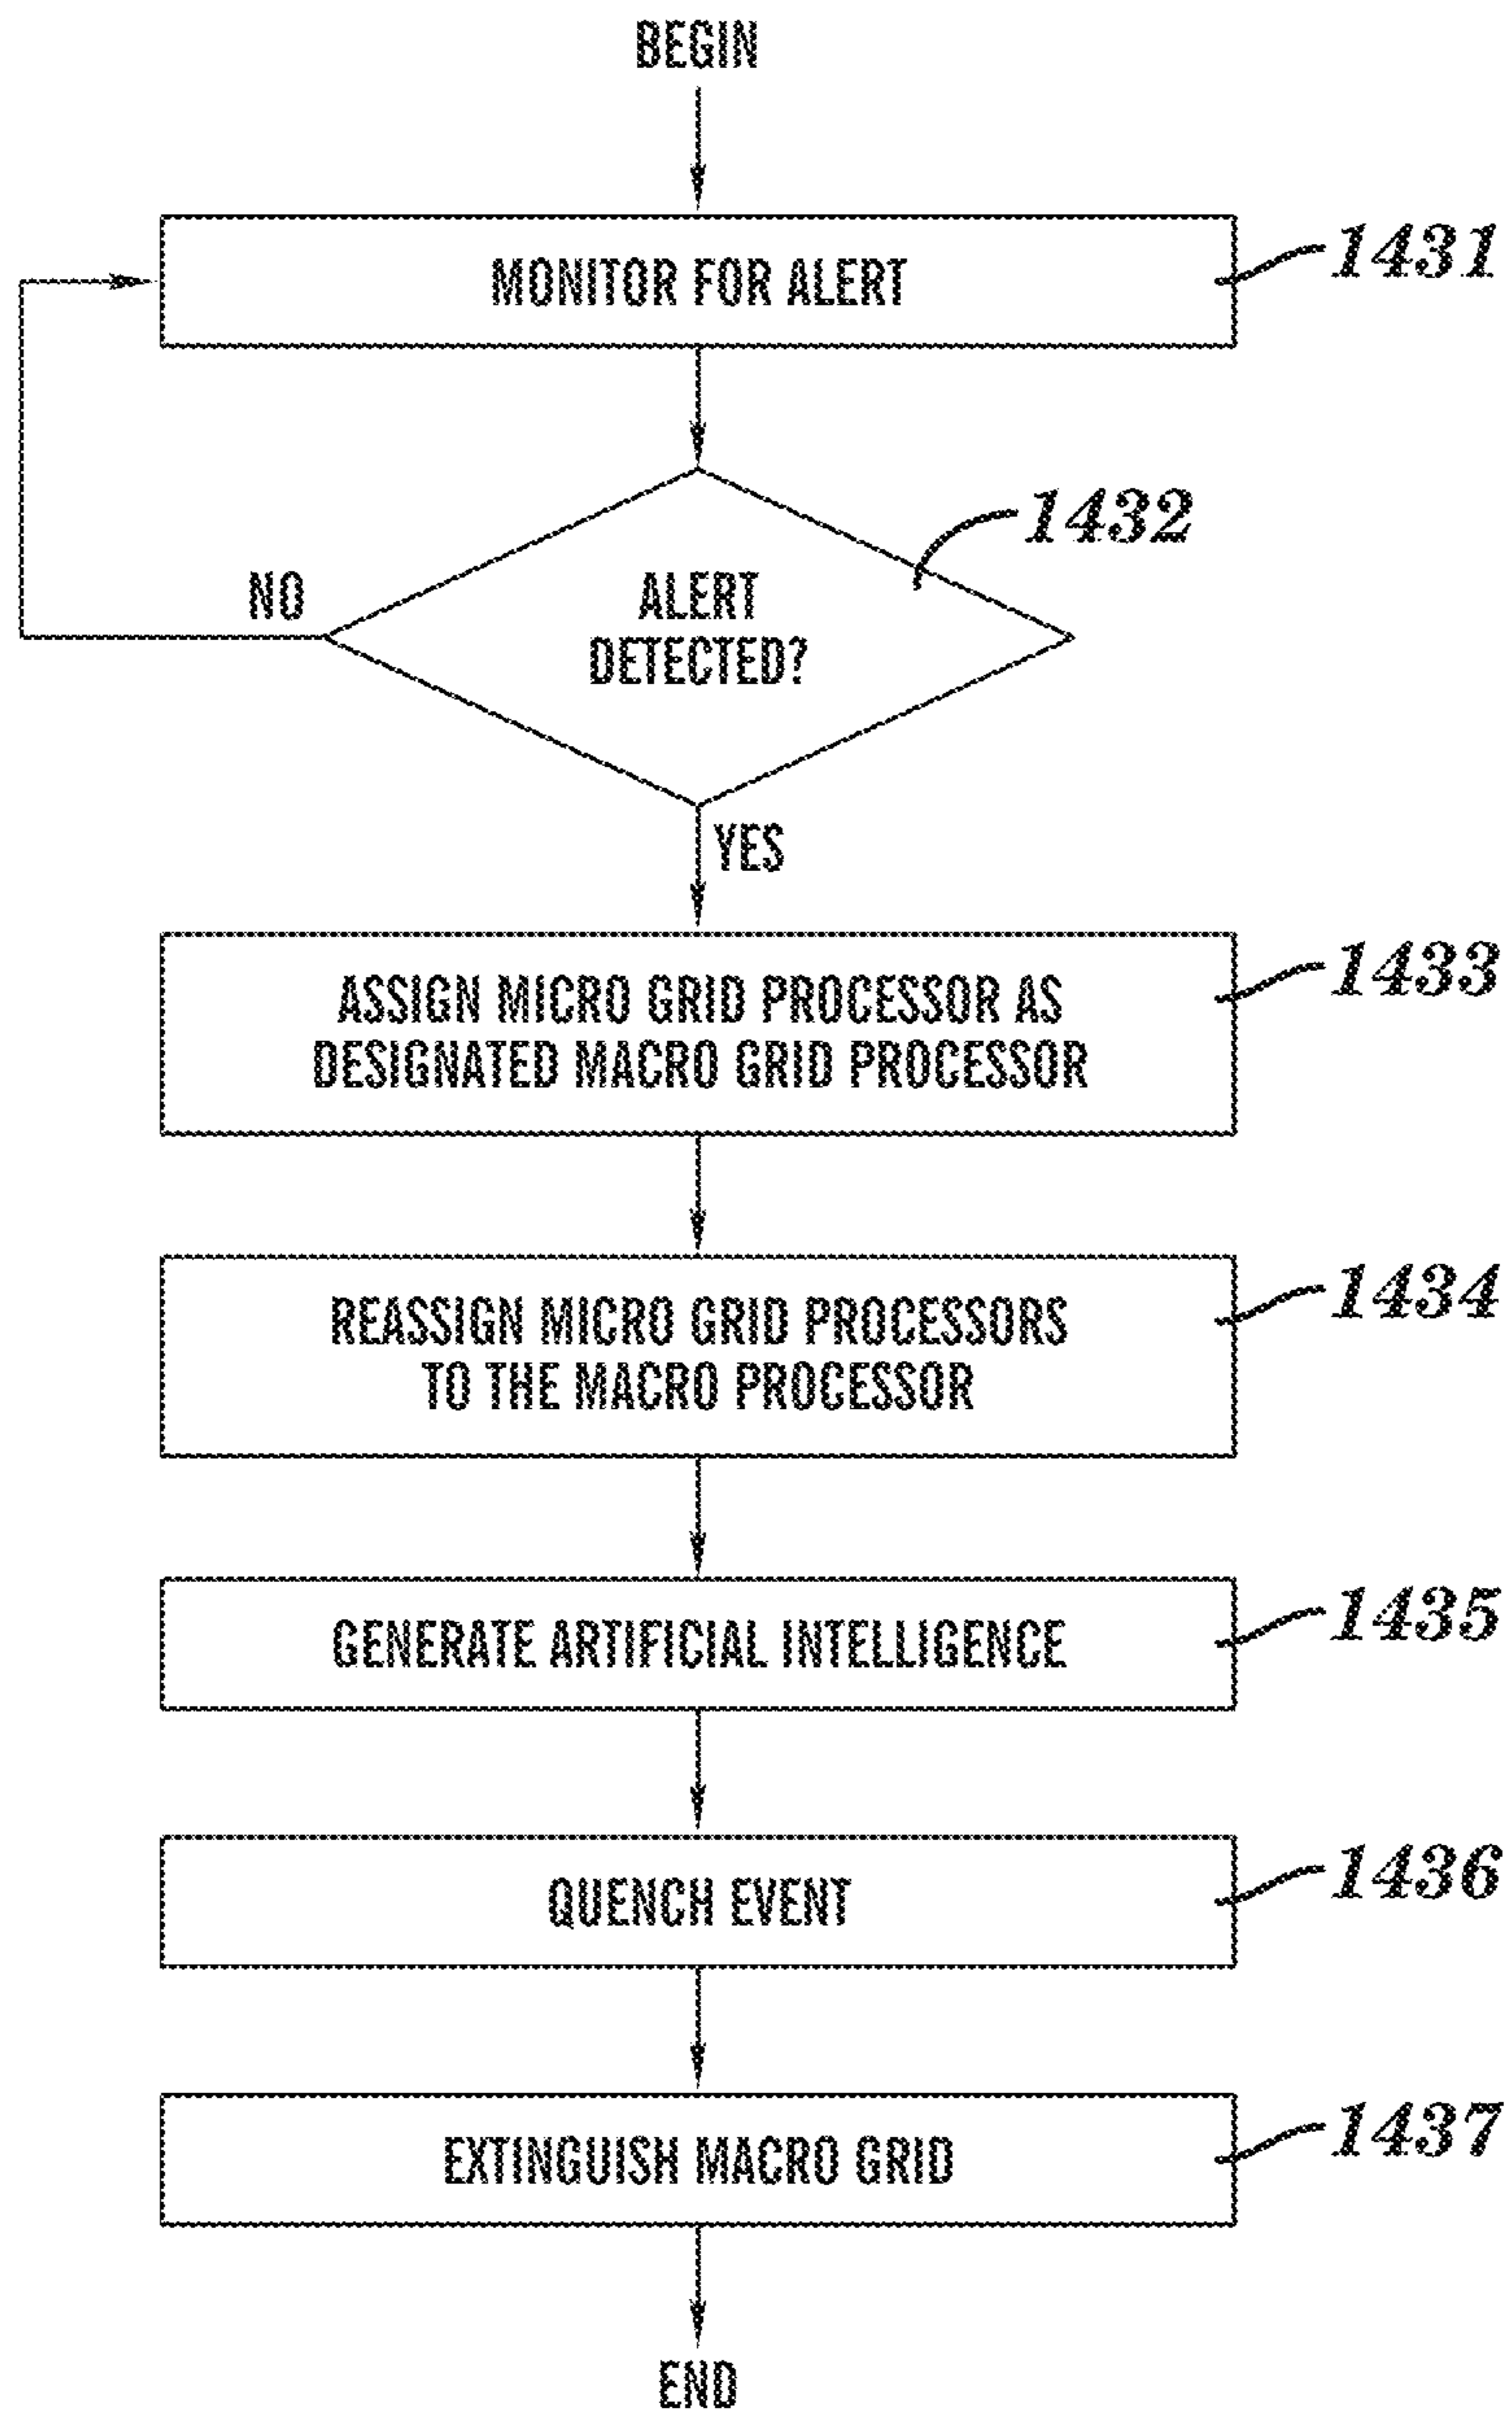 BEGIN
MONITOR FOR ALERT
1431
1432
ALERT
DETECTED?
NO
YES
ASSIGN MICRO GRID PROCESSOR AS
DESIGNATED MACRO GRID PROCESSOR
1433
REASSIGN MICRO GRID PROCESSORS
TO THE MACRO PROCESSOR
1434
GENERATE ARTIFICIAL INTELLIGENCE
1435
QUENCH EVENT
1436
EXTINGUISH MACRO GRID
1437
END